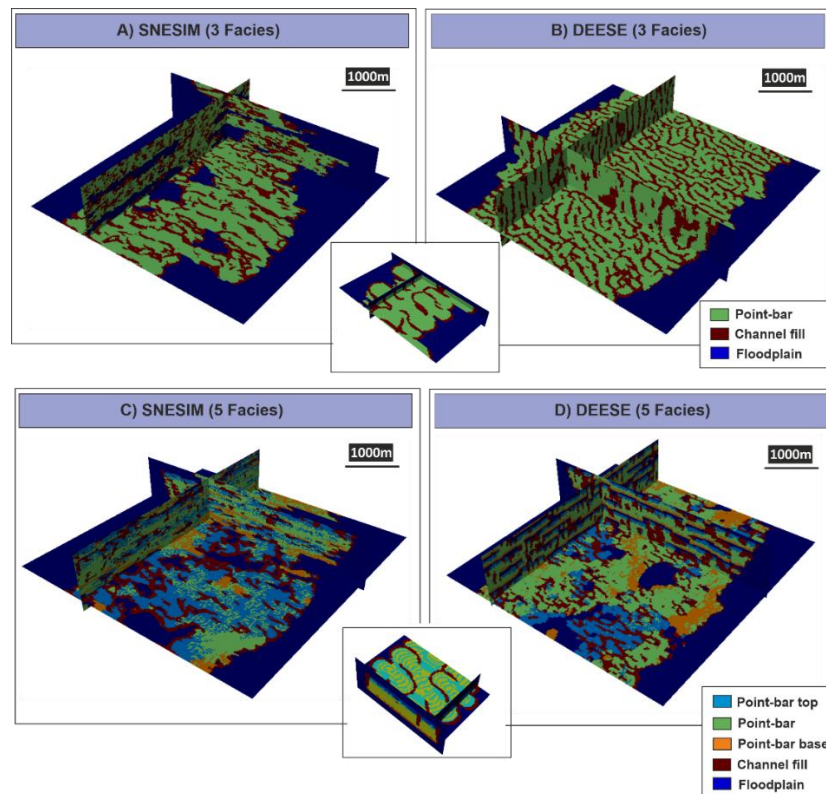 A) SNESIM (3 Facies)
B) DEESE (3 Facies)
1000m
1000m
Point-bar
Channel fill
Floodplain
C) SNESIM (5 Facies)
D) DEESE (5 Facies)
1000m
1000m
Point-bar top
Point-bar
Point-bar base
Channel fill
Floodplain